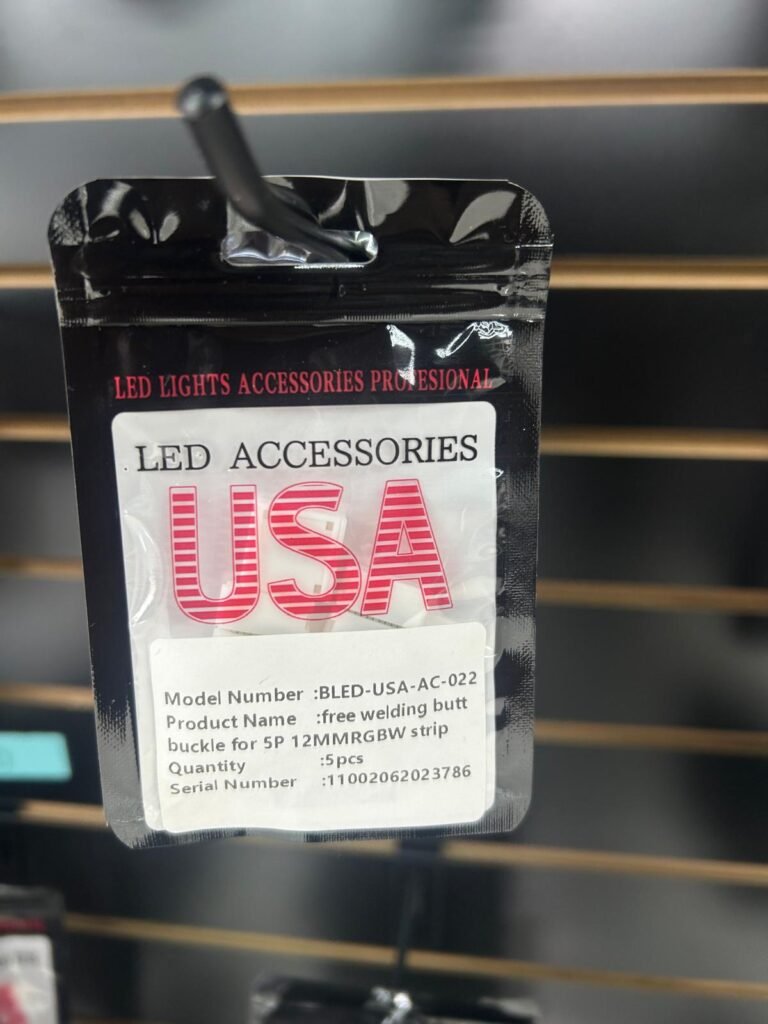 LED LIGHTS ACCESSORIES PROFESIONAL
LED ACCESSORIES
USA
Model Number :BLED-USA-AC-022
Product Name :free welding butt
buckle for 5P 12MMRGBW strip
Quantity :5pcs
Serial Number :11002062023786